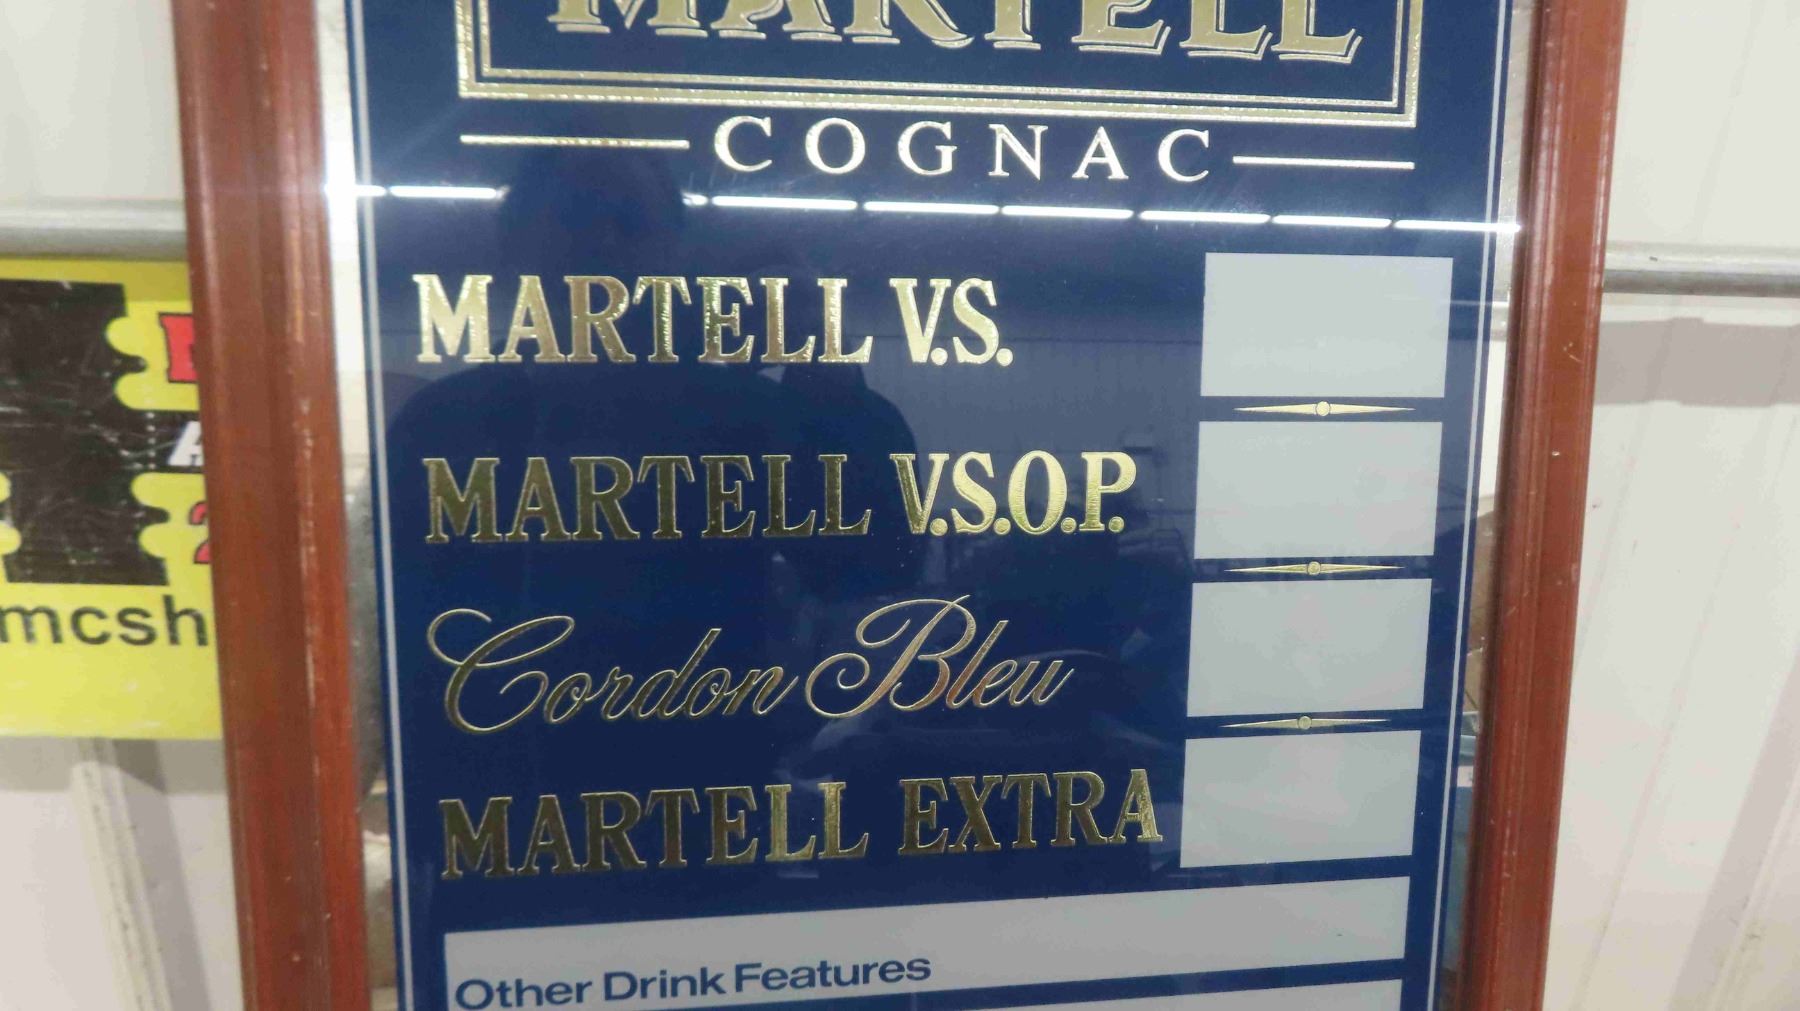 MARTELL
COGNAC
MARTELL V.S.
MARTELL V.S.O.P.
Cordon Bleu
MARTELL EXTRA
Other Drink Features
mcsh